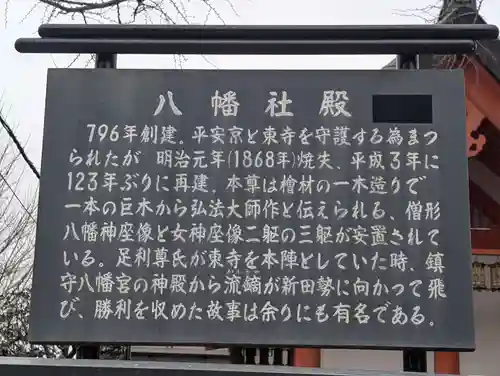 八幡社殿
796年創建。平安京と東寺を守護する為まつ
られたが 明治元年(1868年)焼失、平成3年に
123年ぶりに再建。本尊は檜材の一木造りで
一本の巨木から弘法大師作と伝えられる、僧形
八幡神座像と女神座像二躯の三躯が安置されて
いる。足利尊氏が東寺を本陣としていた時、鎮
守八幡宮の神殿から流鏑が新田勢に向かって飛
び、勝利を収めた故事は余りにも有名である。